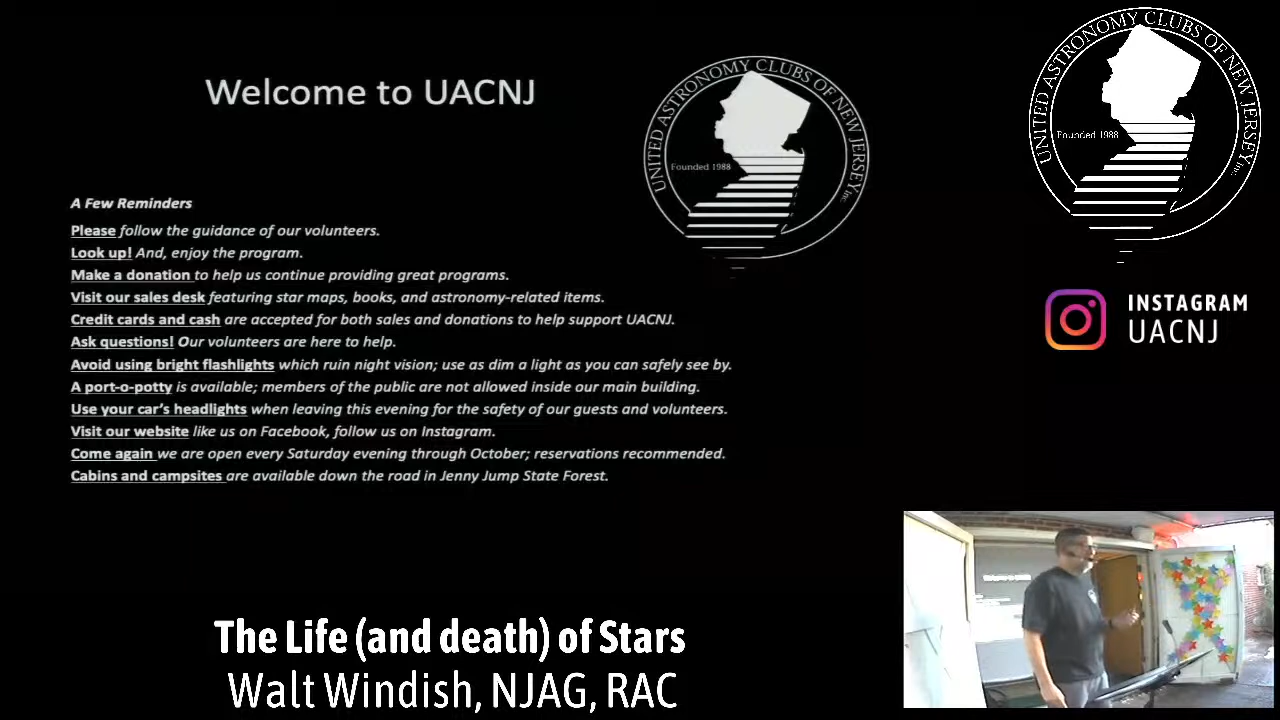 Welcome to UACNJ
UNITED ASTRONOMY CLUBS OF NEW JERSEY Inc.
Founded 1988
UNITED ASTRONOMY CLUBS OF NEW JERSEY Inc.
Founded 1988
A Few Reminders
Please follow the guidance of our volunteers.
Look up! And, enjoy the program.
Make a donation to help us continue providing great programs.
Visit our sales desk featuring star maps, books, and astronomy-related items.
Credit cards and cash are accepted for both sales and donations to help support UACNJ.
Ask questions! Our volunteers are here to help.
Avoid using bright flashlights which ruin night vision; use as dim a light as you can safely see by.
A port-o-potty is available; members of the public are not allowed inside our main building.
Use your car's headlights when leaving this evening for the safety of our guests and volunteers.
Visit our website like us on Facebook, follow us on Instagram.
Come again we are open every Saturday evening through October; reservations recommended.
Cabins and campsites are available down the road in Jenny Jump State Forest.
INSTAGRAM
UACNJ
The Life (and death) of Stars
Walt Windish, NJAG, RAC